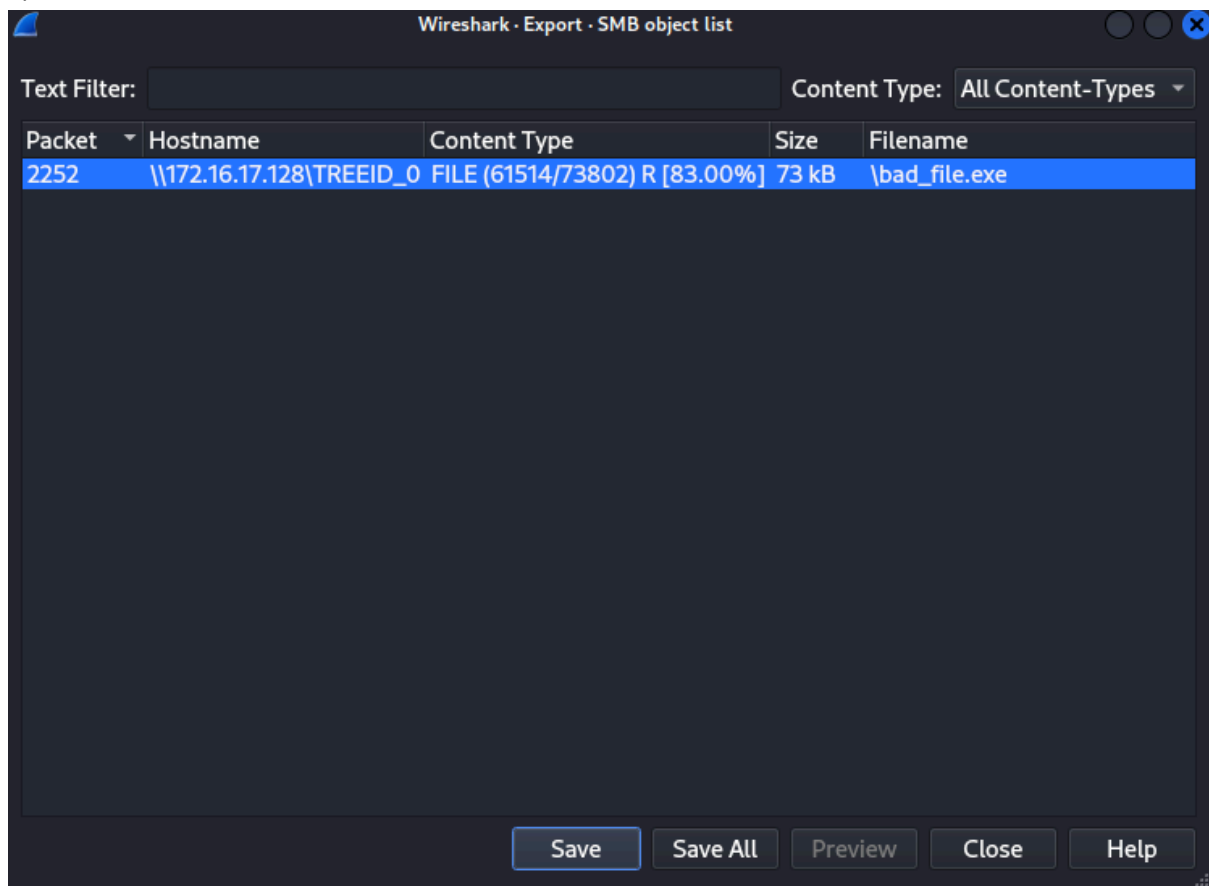 Wireshark · Export · SMB object list
Text Filter: Content Type: All Content-Types
Packet Hostname Content Type Size Filename
2252 \\172.16.17.128\TREEID_0 FILE (61514/73802) R [83.00%] 73 kB \bad_file.exe
Save Save All Preview Close Help